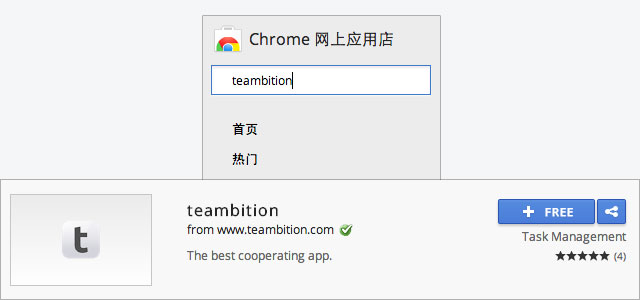 Chrome 网上应用店
teambition
首页
热门
t
teambition
from www.teambition.com
The best cooperating app.
FREE
Task Management
(4)